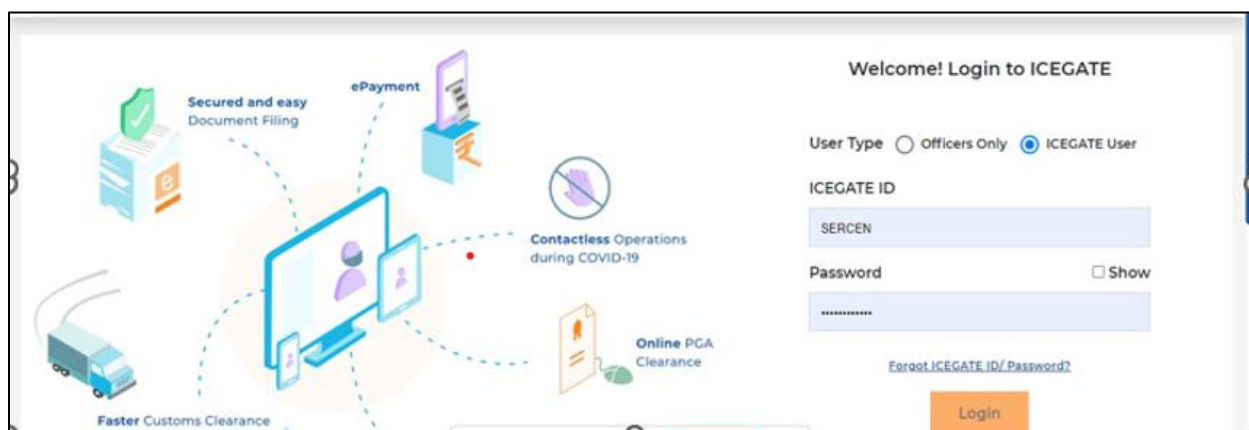 Secured and easy
Document Filing
ePayment
Contactless Operations
during COVID-19
Online PGA
Clearance
Faster Customs Clearance
Welcome! Login to ICEGATE
User Type Officers Only ICEGATE User
ICEGATE ID
SERCEN
Password Show
••••••••••••
Forgot ICEGATE ID/ Password?
Login